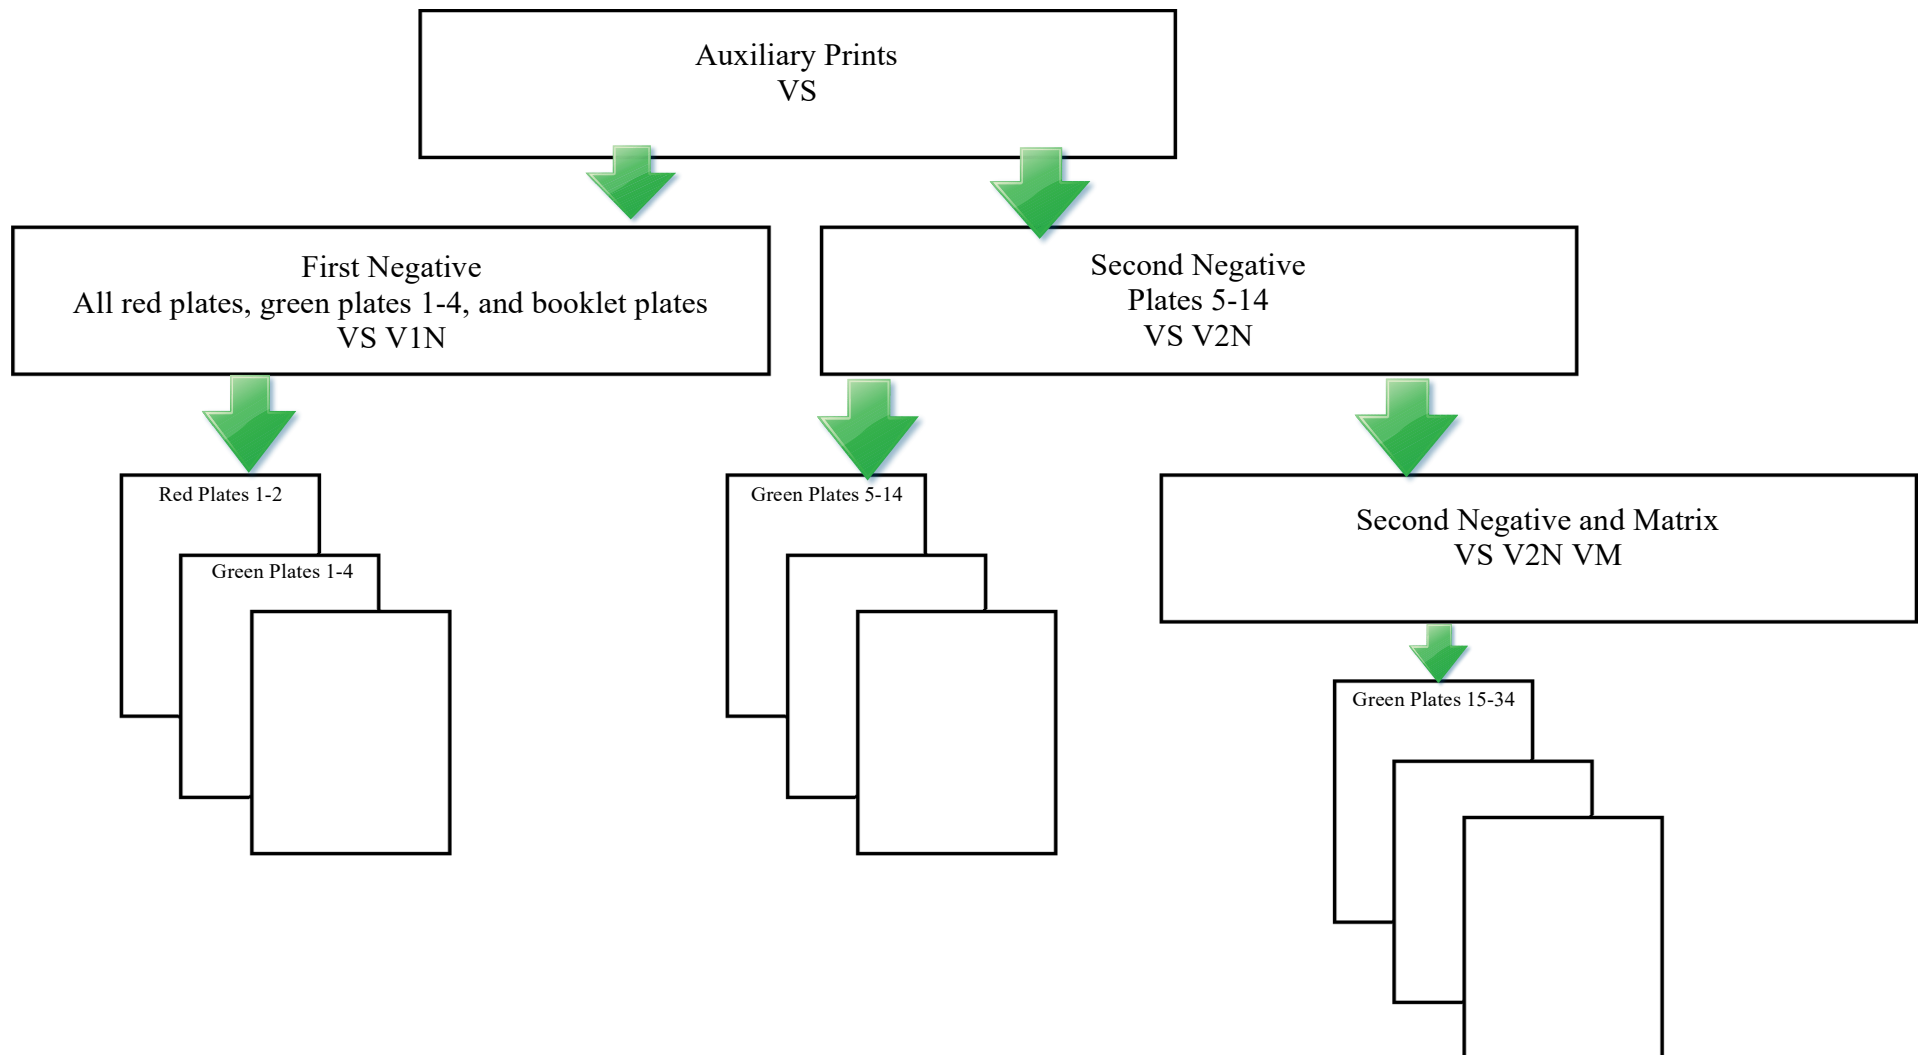 Auxiliary Prints
VS
First Negative
All red plates, green plates 1-4, and booklet plates
VS V1N
Second Negative
Plates 5-14
VS V2N
Red Plates 1-2
Green Plates 1-4
Green Plates 5-14
Second Negative and Matrix
VS V2N VM
Green Plates 15-34